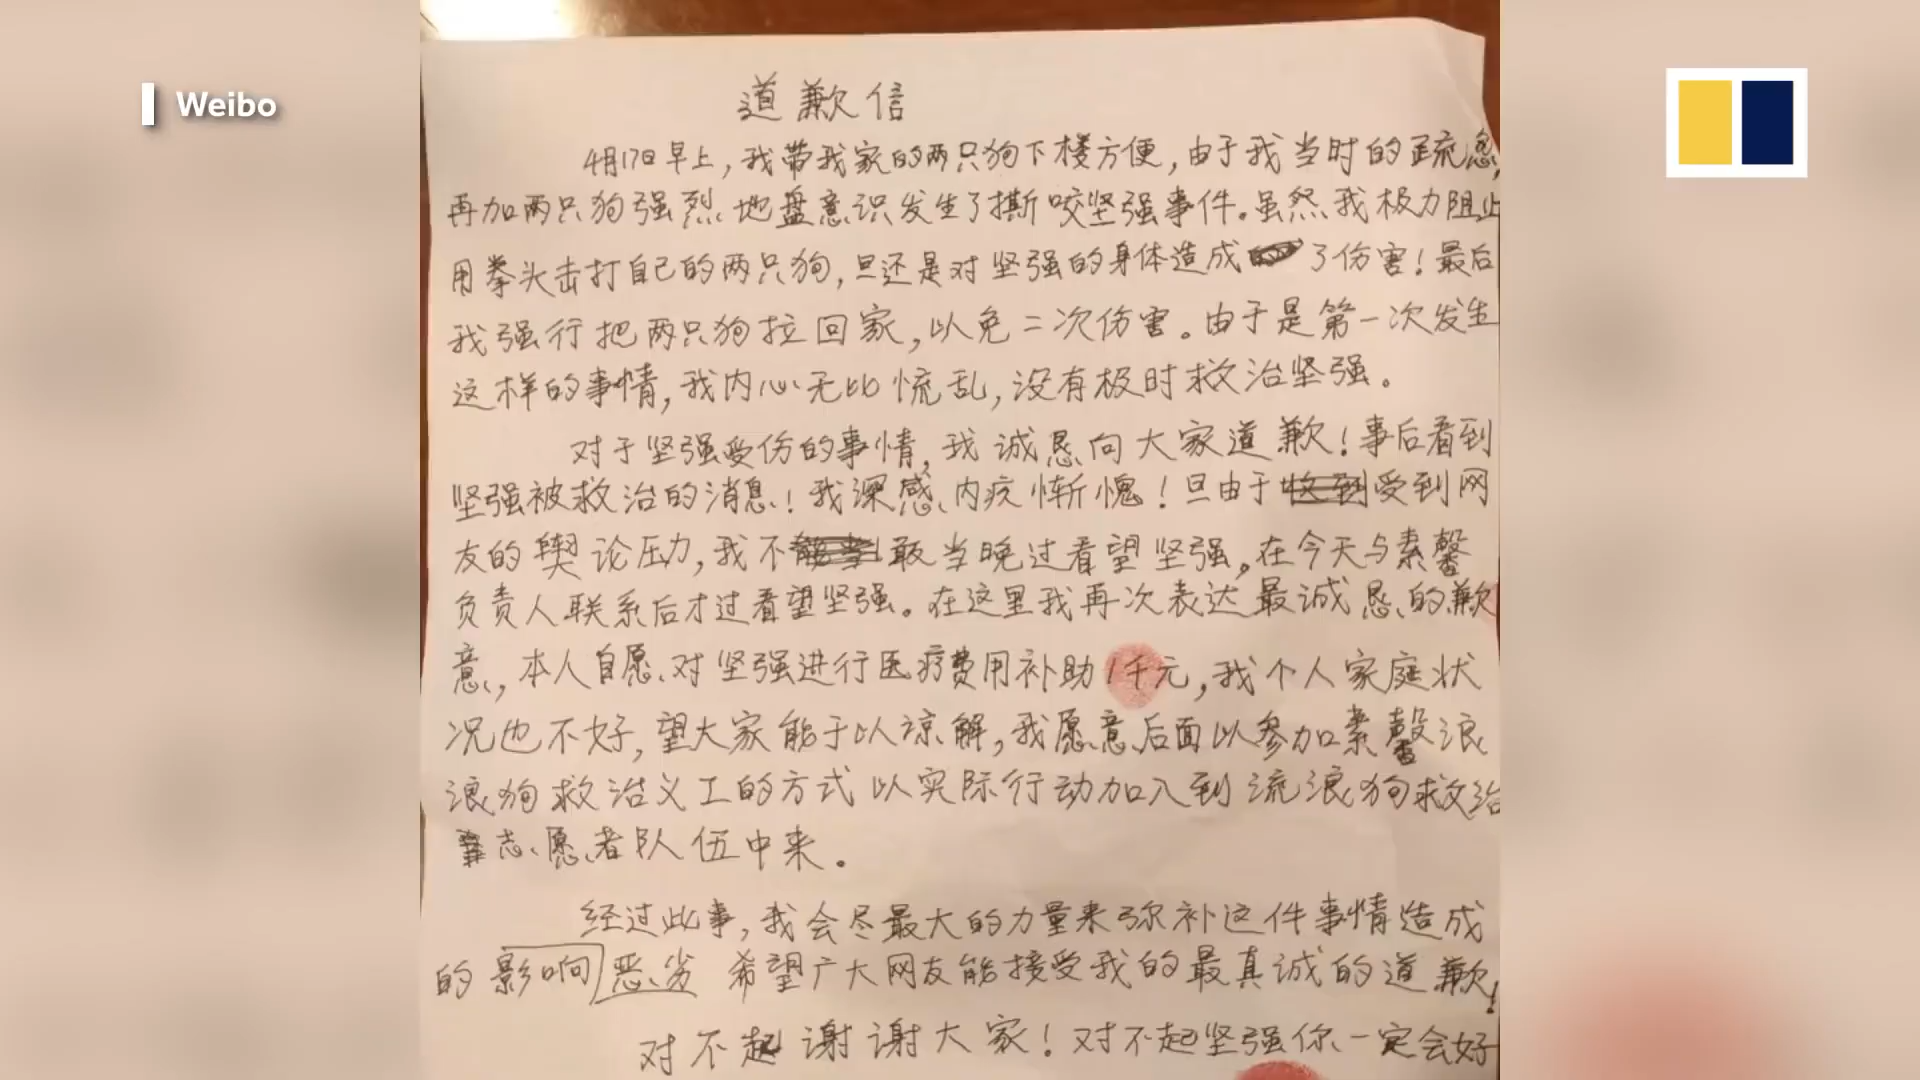 Weibo
道歉信
4月17日早上，我带我家的两只狗下楼方便，由于我当时的疏忽，
再加两只狗强烈地盘意识发生了撕咬坚强事件。虽然我极力阻止
用拳头击打自己的两只狗，旦还是对坚强的身体造成了伤害！最后
我强行把两只狗拉回家，以免二次伤害。由于是第一次发生
这样的事情，我内心无比慌乱，没有极时救治坚强。
对于坚强受伤的事情，我诚恳向大家道歉！事后看到
坚强被救治的消息！我深感内疚惭愧！旦由于受到网
友的舆论压力，我不敢当晚过看望坚强。在今天与素馨
负责人联系后才过看望坚强。在这里我再次表达最诚恳的歉
意，本人自愿对坚强进行医疗费用补助1千元，我个人家庭状
况也不好，望大家能于以谅解，我愿意后面以参加素馨浪
浪狗救治义工的方式以实际行动加入到流浪狗救治
志愿者队伍中来。
经过此事，我会尽最大的力量来弥补这件事情造成
的影响恶劣 希望广大网友能接受我的最真诚的道歉！
对不起谢谢大家！对不起坚强你一定会好